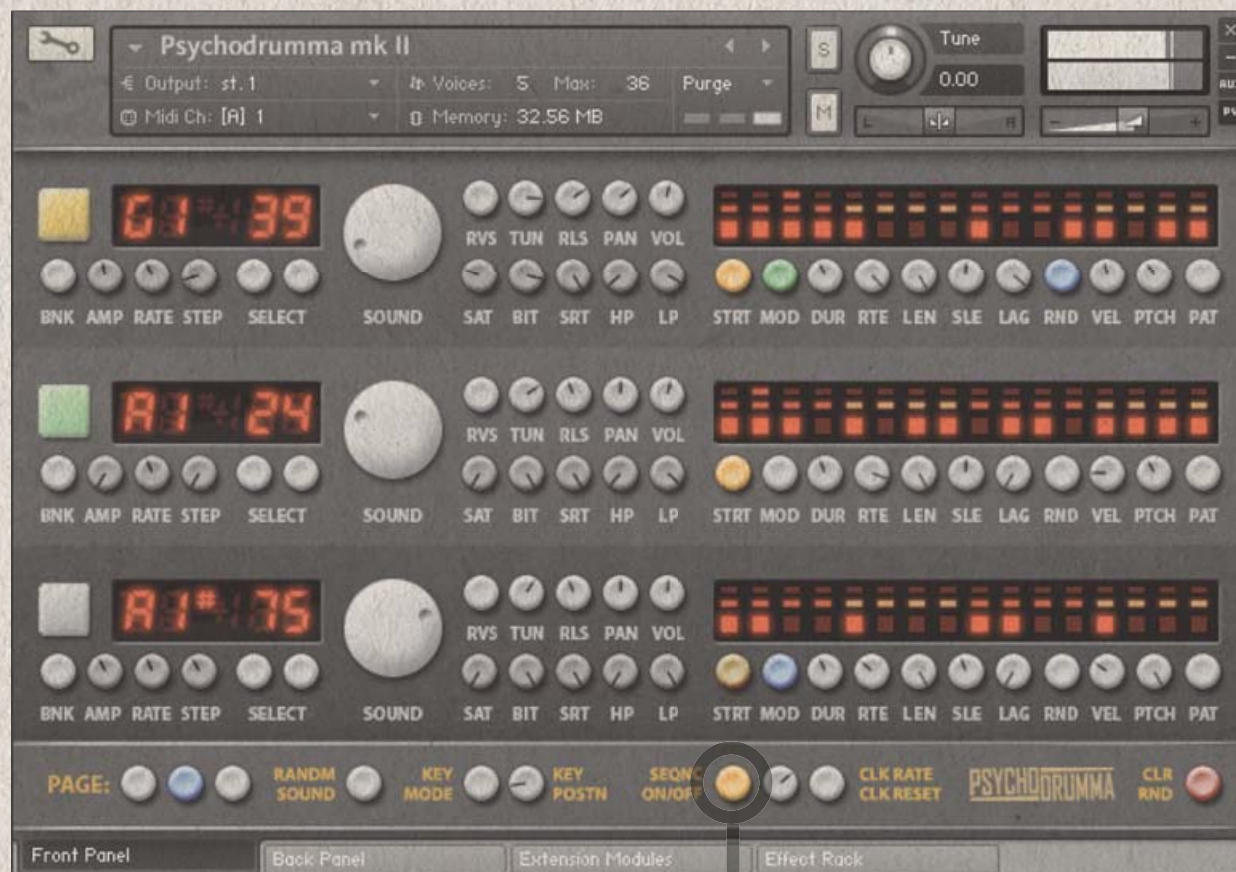 Psychodrumma mk II
S
Tune
Output: st.1
Voices: 5 Max: 36
Purge
0.00
AUX
Midi Ch: [A] 1
Memory: 32.56 MB
M
L
R
-
+
PV
G1 39
RVS TUN RLS PAN VOL
BNK AMP RATE STEP SELECT SOUND SAT BIT SRT HP LP STRT MOD DUR RTE LEN SLE LAG RND VEL PTCH PAT
A1 24
RVS TUN RLS PAN VOL
BNK AMP RATE STEP SELECT SOUND SAT BIT SRT HP LP STRT MOD DUR RTE LEN SLE LAG RND VEL PTCH PAT
A1# 75
RVS TUN RLS PAN VOL
BNK AMP RATE STEP SELECT SOUND SAT BIT SRT HP LP STRT MOD DUR RTE LEN SLE LAG RND VEL PTCH PAT
PAGE:
RANDM
SOUND
KEY
MODE
KEY
POSTN
SEQNC
ON/OFF
CLK RATE
CLK RESET
PSYCHODRUMMA
CLR
RND
Front Panel
Back Panel
Extension Modules
Effect Rack